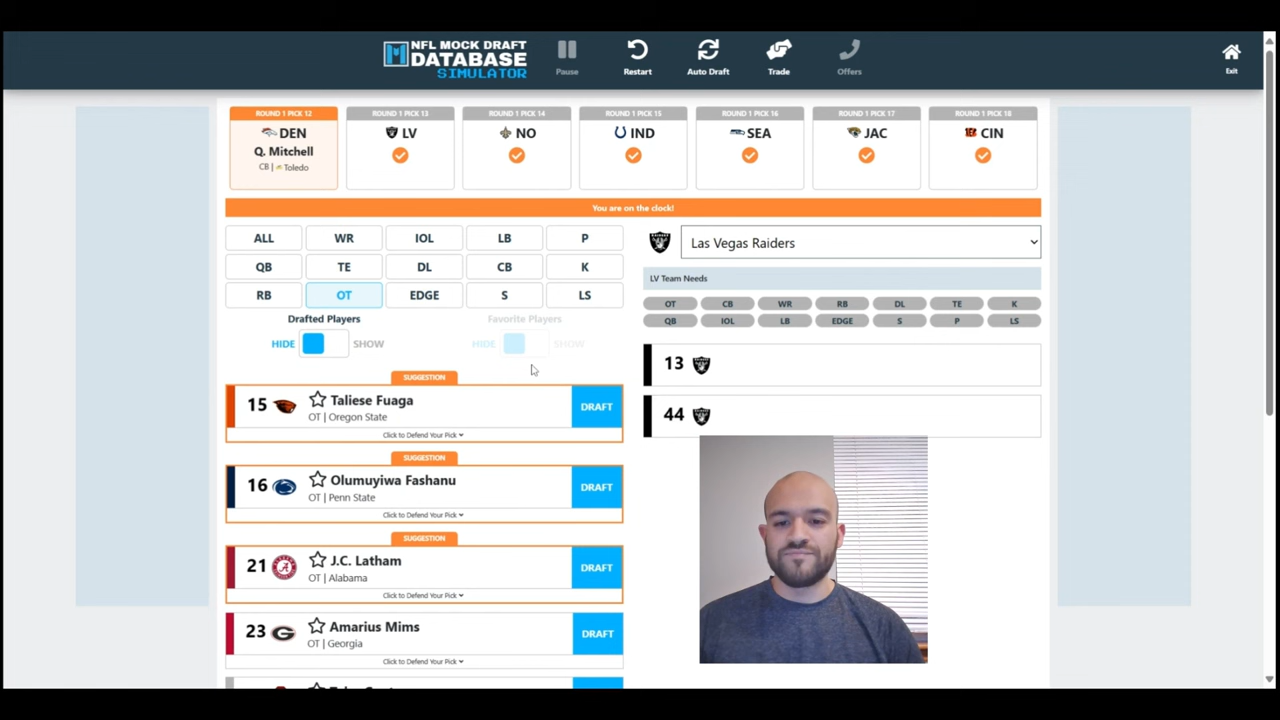 NFL MOCK DRAFT
DATABASE
SIMULATOR
Pause
Restart
Auto Draft
Trade
Offers
Exit
ROUND 1 PICK 12
DEN
Q. Mitchell
CB | Toledo
ROUND 1 PICK 13
LV
ROUND 1 PICK 14
NO
ROUND 1 PICK 15
IND
ROUND 1 PICK 16
SEA
ROUND 1 PICK 17
JAC
ROUND 1 PICK 18
CIN
You are on the clock!
ALL WR IOL LB P
QB TE DL CB K
RB OT EDGE S LS
Drafted Players
HIDE SHOW
Favorite Players
HIDE SHOW
SUGGESTION
15 Taliese Fuaga
OT | Oregon State
DRAFT
Click to Defend Your Pick
SUGGESTION
16 Olumuyiwa Fashanu
OT | Penn State
DRAFT
Click to Defend Your Pick
SUGGESTION
21 J.C. Latham
OT | Alabama
DRAFT
Click to Defend Your Pick
23 Amarius Mims
OT | Georgia
DRAFT
Click to Defend Your Pick
Las Vegas Raiders
LV Team Needs
OT CB WR RB DL TE K
QB IOL LB EDGE S P LS
13
44